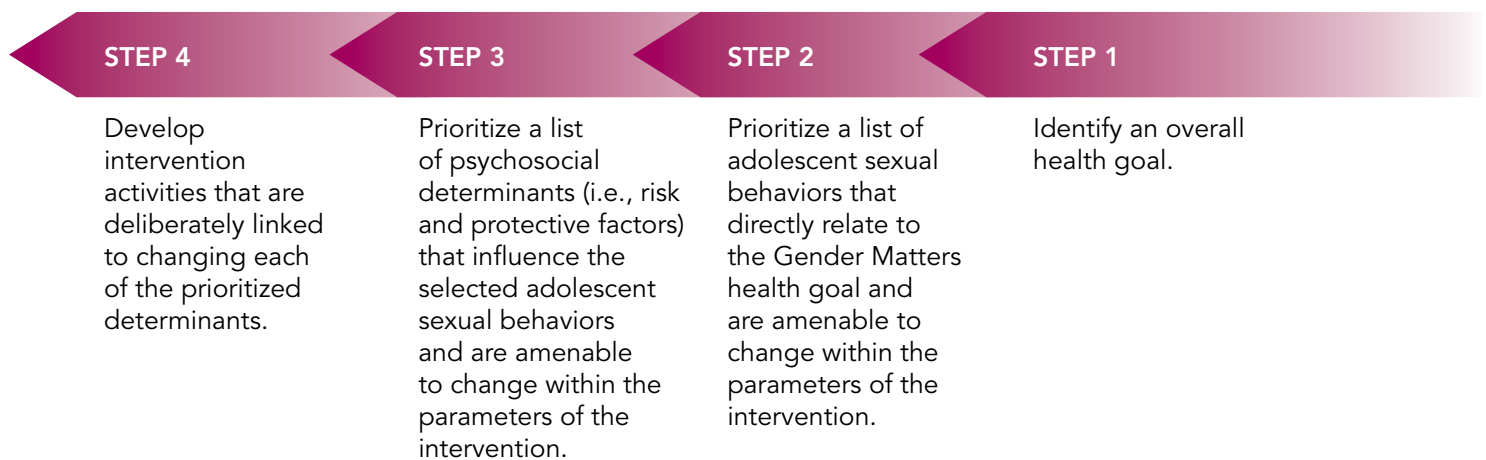 STEP 4
Develop
intervention
activities that are
deliberately linked
to changing each
of the prioritized
determinants.
STEP 3
Prioritize a list
of psychosocial
determinants (i.e., risk
and protective factors)
that influence the
selected adolescent
sexual behaviors
and are amenable
to change within the
parameters of the
intervention.
STEP 2
Prioritize a list of
adolescent sexual
behaviors that
directly relate to
the Gender Matters
health goal and
are amenable to
change within the
parameters of the
intervention.
STEP 1
Identify an overall
health goal.